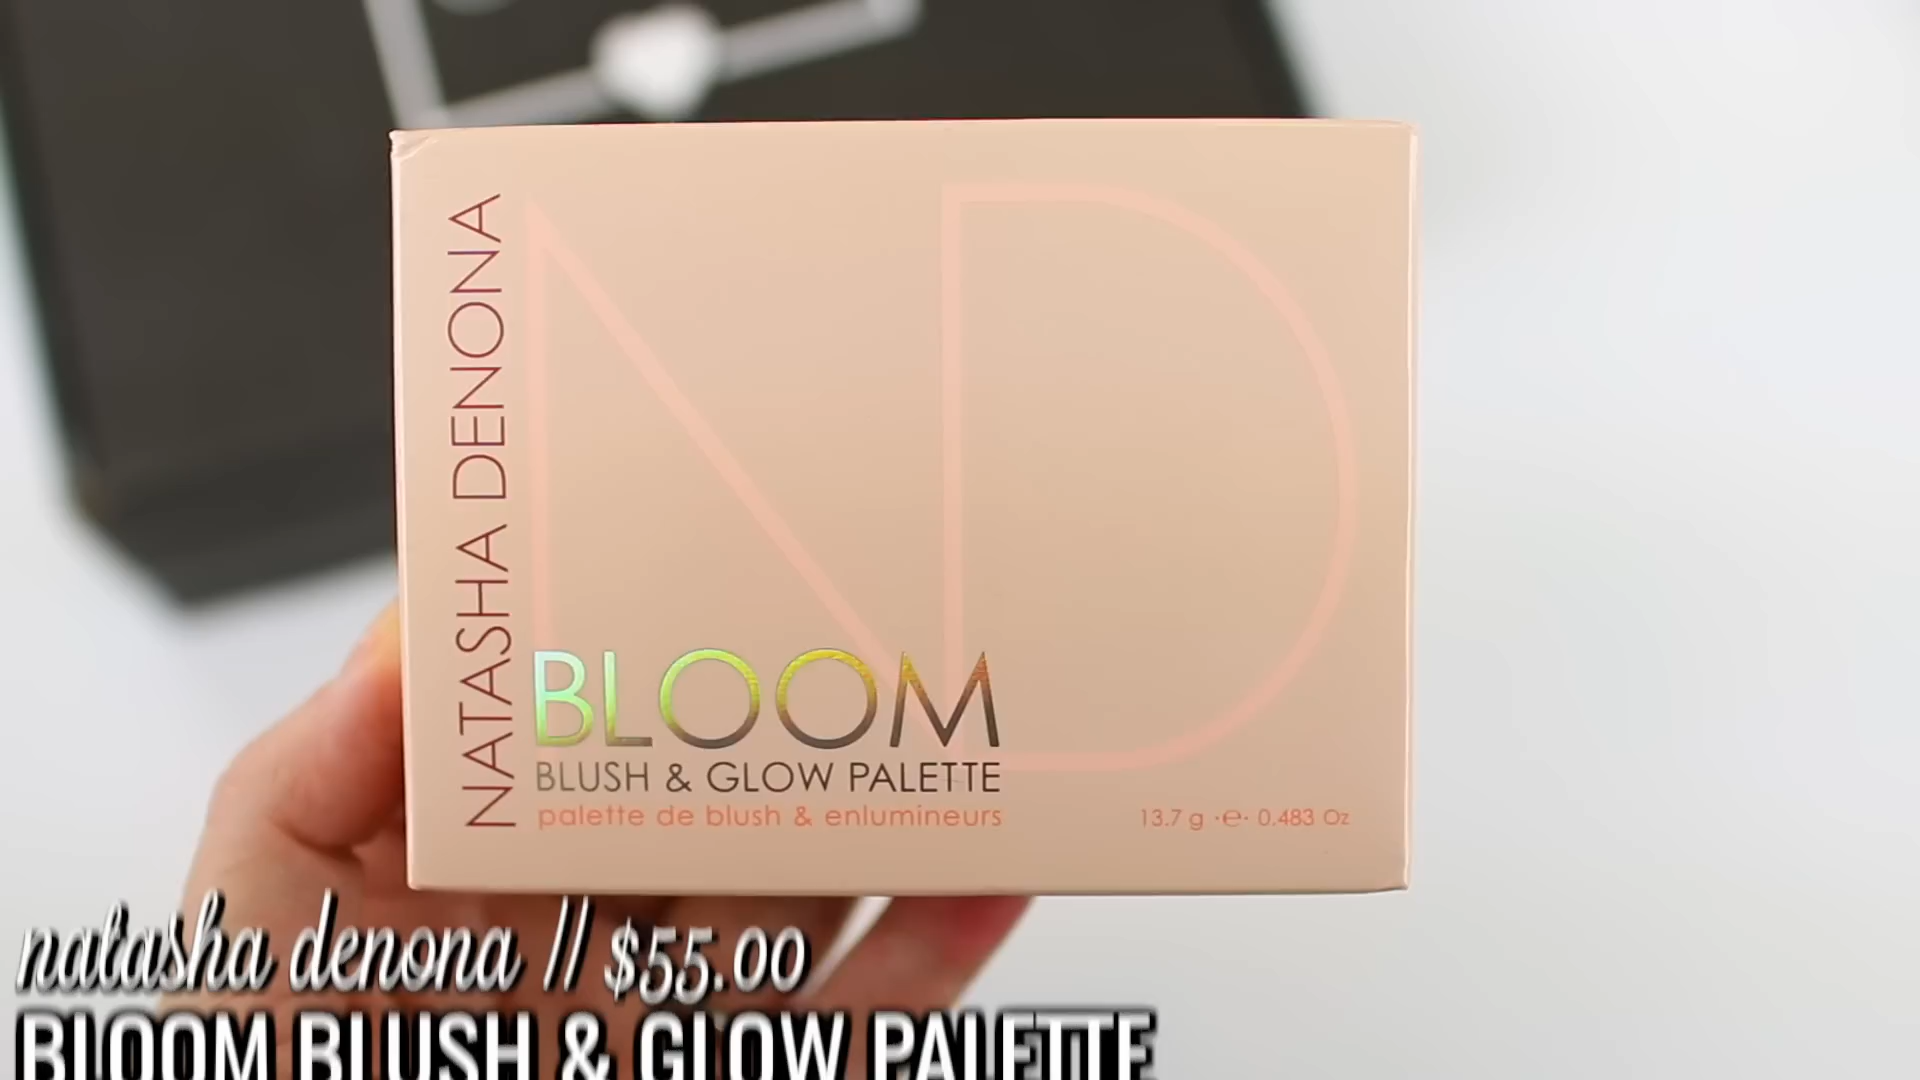 NATASHA DENONA
ND
BLOOM
BLUSH & GLOW PALETTE
palette de blush & enlumineurs
13.7 g ·e· 0.483 Oz
natasha denona // $55.00
BLOOM BLUSH & GLOW PALETTE